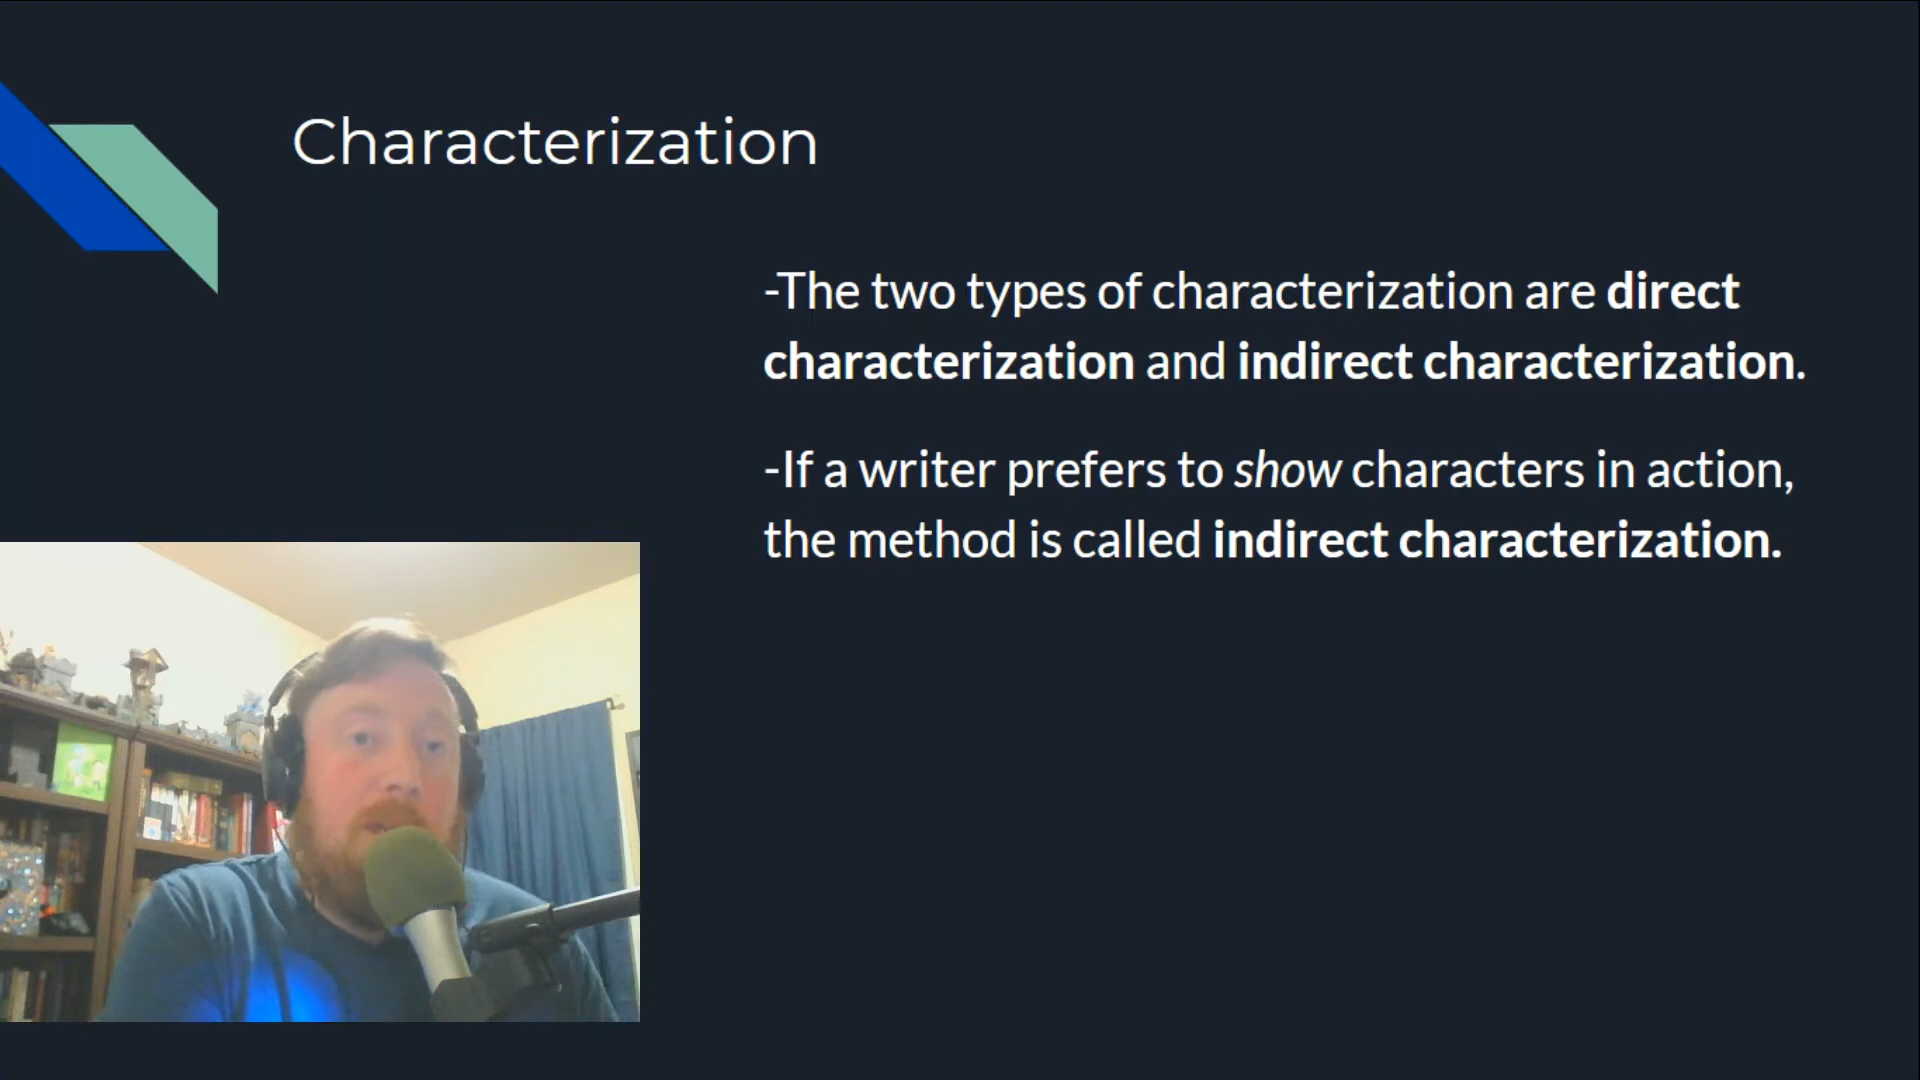 Characterization
-The two types of characterization are direct
characterization and indirect characterization.
-If a writer prefers to show characters in action,
the method is called indirect characterization.